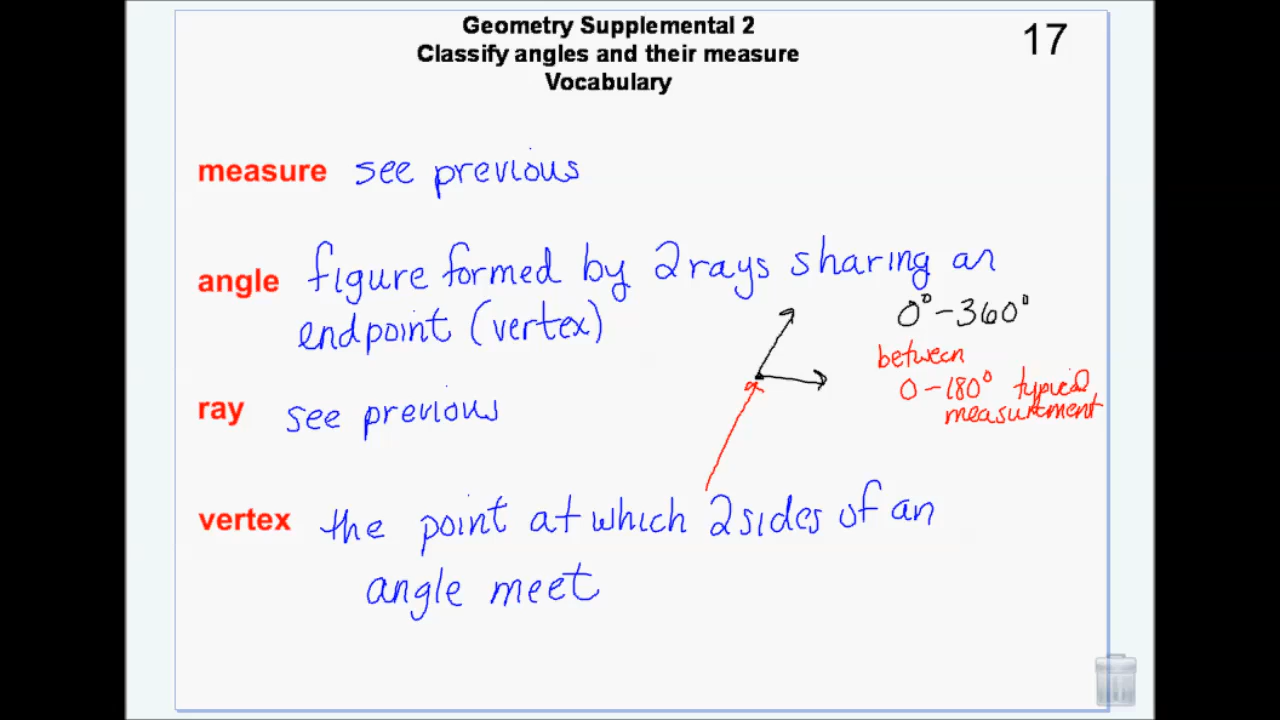 Geometry Supplemental 2
17
Classify angles and their measure
Vocabulary
measure see previous
angle figure formed by 2 rays sharing an
endpoint (vertex)
0° - 360°
between
0 - 180° typical
measurement
ray see previous
vertex the point at which 2 sides of an
angle meet